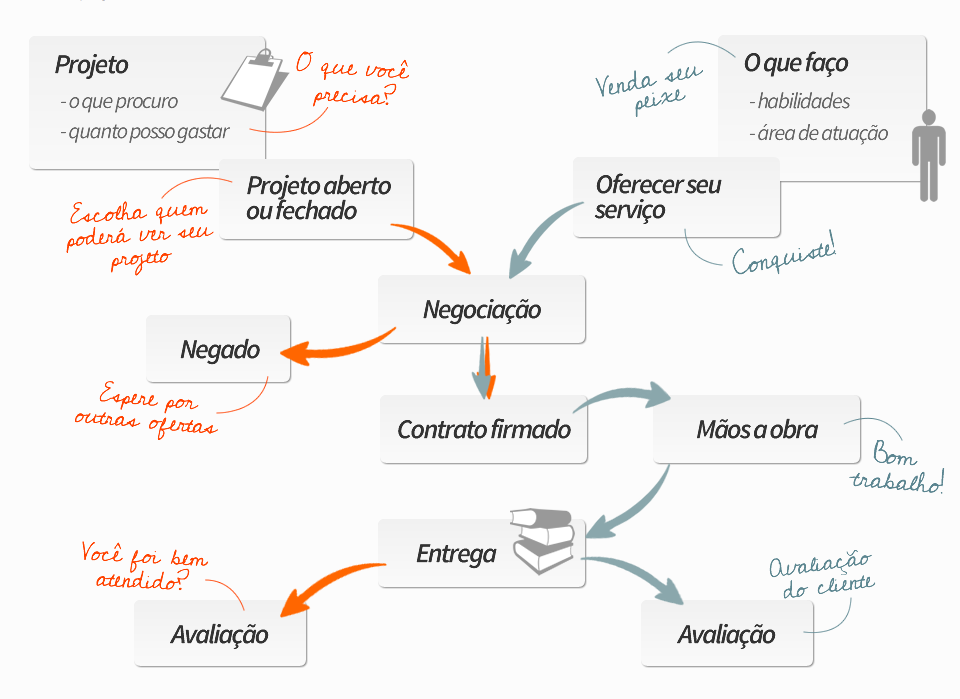 Projeto
- o que procuro
- quanto posso gastar
O que você
precisa?
Venda seu
peixe
O que faço
- habilidades
- área de atuação
Projeto aberto
ou fechado
Escolha quem
poderá ver seu
projeto
Oferecer seu
serviço
Conquiste!
Negociação
Negado
Espere por
outras ofertas
Contrato firmado
Mãos a obra
Bom
trabalho!
Entrega
Você foi bem
atendido?
Avaliação
Avaliação
do cliente
Avaliação